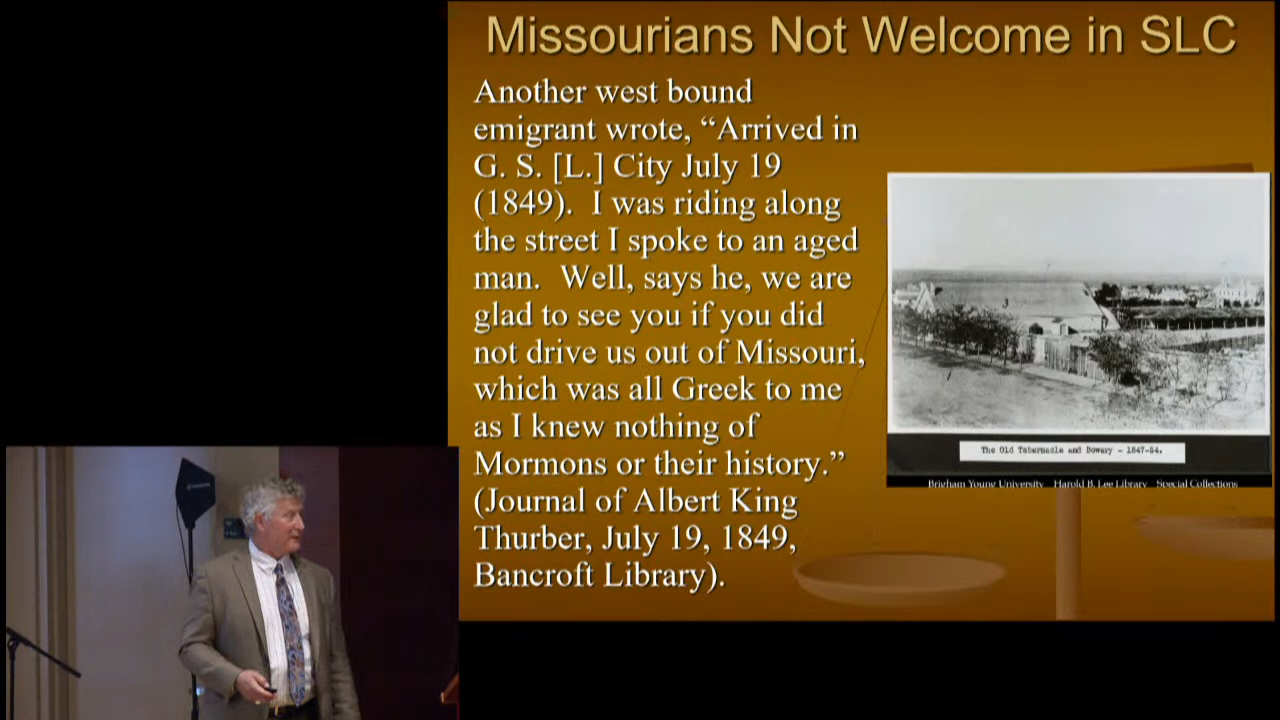 Missourians Not Welcome in SLC
Another west bound
emigrant wrote, “Arrived in
G. S. [L.] City July 19
(1849).  I was riding along
the street I spoke to an aged
man.  Well, says he, we are
glad to see you if you did
not drive us out of Missouri,
which was all Greek to me
as I knew nothing of
Mormons or their history.”
(Journal of Albert King
Thurber, July 19, 1849,
Bancroft Library).
The Old Tabernacle and Bowery - 1847-54.
Brigham Young University   Harold B. Lee Library   Special Collections